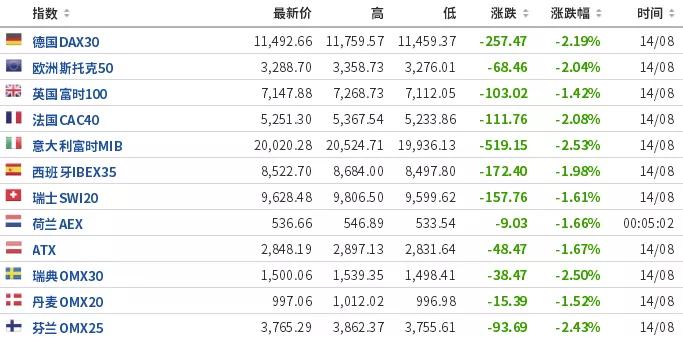 指数 最新价 高 低 涨跌 涨跌幅 时间
德国DAX30 11,492.66 11,759.57 11,459.37 -257.47 -2.19% 14/08
欧洲斯托克50 3,288.70 3,358.73 3,276.01 -68.46 -2.04% 14/08
英国富时100 7,147.88 7,268.73 7,112.05 -103.02 -1.42% 14/08
法国CAC40 5,251.30 5,367.54 5,233.86 -111.76 -2.08% 14/08
意大利富时MIB 20,020.28 20,524.71 19,936.13 -519.15 -2.53% 14/08
西班牙IBEX35 8,522.70 8,684.00 8,497.80 -172.40 -1.98% 14/08
瑞士SWI20 9,628.48 9,806.50 9,599.62 -157.76 -1.61% 14/08
荷兰AEX 536.66 546.89 533.54 -9.03 -1.66% 00:05:02
ATX 2,848.19 2,897.13 2,831.64 -48.47 -1.67% 14/08
瑞典OMX30 1,500.06 1,539.35 1,498.41 -38.47 -2.50% 14/08
丹麦OMX20 997.06 1,012.02 996.98 -15.39 -1.52% 14/08
芬兰OMX25 3,765.29 3,862.37 3,755.61 -93.69 -2.43% 14/08